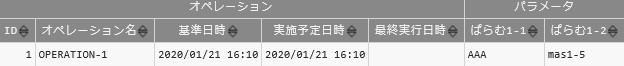 オペレーション パラメータ
ID オペレーション名 基準日時 実施予定日時 最終実行日時 ぱらむ1-1 ぱらむ1-2
1 OPERATION-1 2020/01/21 16:10 2020/01/21 16:10 AAA mas1-5